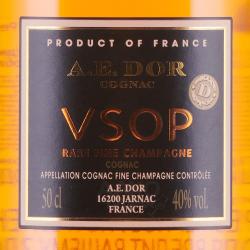 PRODUCT OF FRANCE
A.E. DOR
COGNAC
D
VSOP
RARE FINE CHAMPAGNE
COGNAC
APPELLATION COGNAC FINE CHAMPAGNE CONTRÔLÉE
50 cl
A.E. DOR
16200 JARNAC
FRANCE
40% vol.